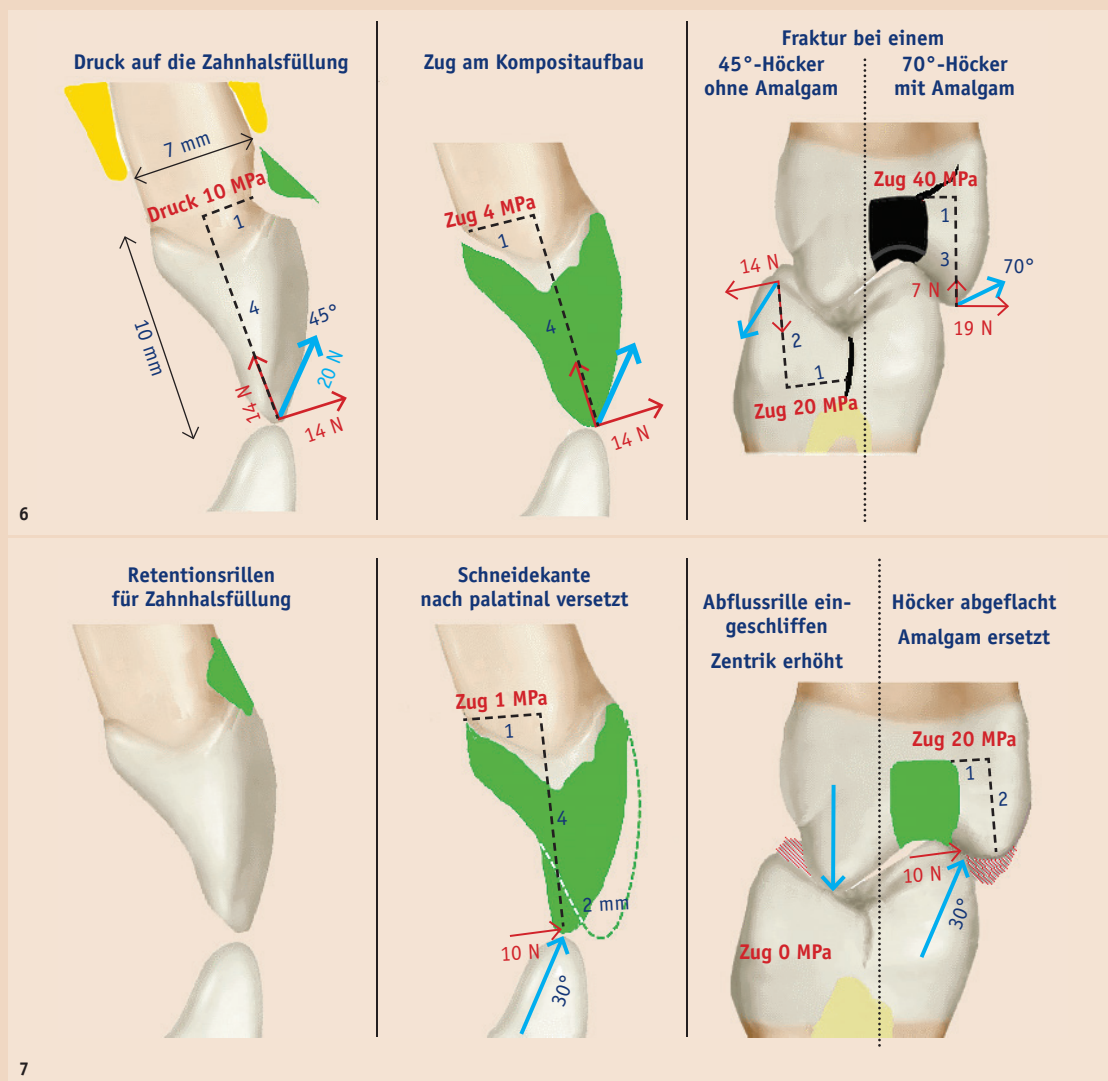 Druck auf die Zahnhalsfüllung
7 mm
Druck 10 MPa
1
4
10 mm
45°
20 N
14 N
14 N
Zug am Kompositaufbau
Zug 4 MPa
1
4
14 N
Fraktur bei einem
45°-Höcker
ohne Amalgam
70°-Höcker
mit Amalgam
Zug 40 MPa
1
3
14 N
7 N
70°
19 N
2
1
Zug 20 MPa
6
Retentionsrillen
für Zahnhalsfüllung
Schneidekante
nach palatinal versetzt
Zug 1 MPa
1
4
2 mm
10 N
30°
Abflussrille ein-
geschliffen
Zentrik erhöht
Höcker abgeflacht
Amalgam ersetzt
Zug 20 MPa
1
2
10 N
30°
Zug 0 MPa
7